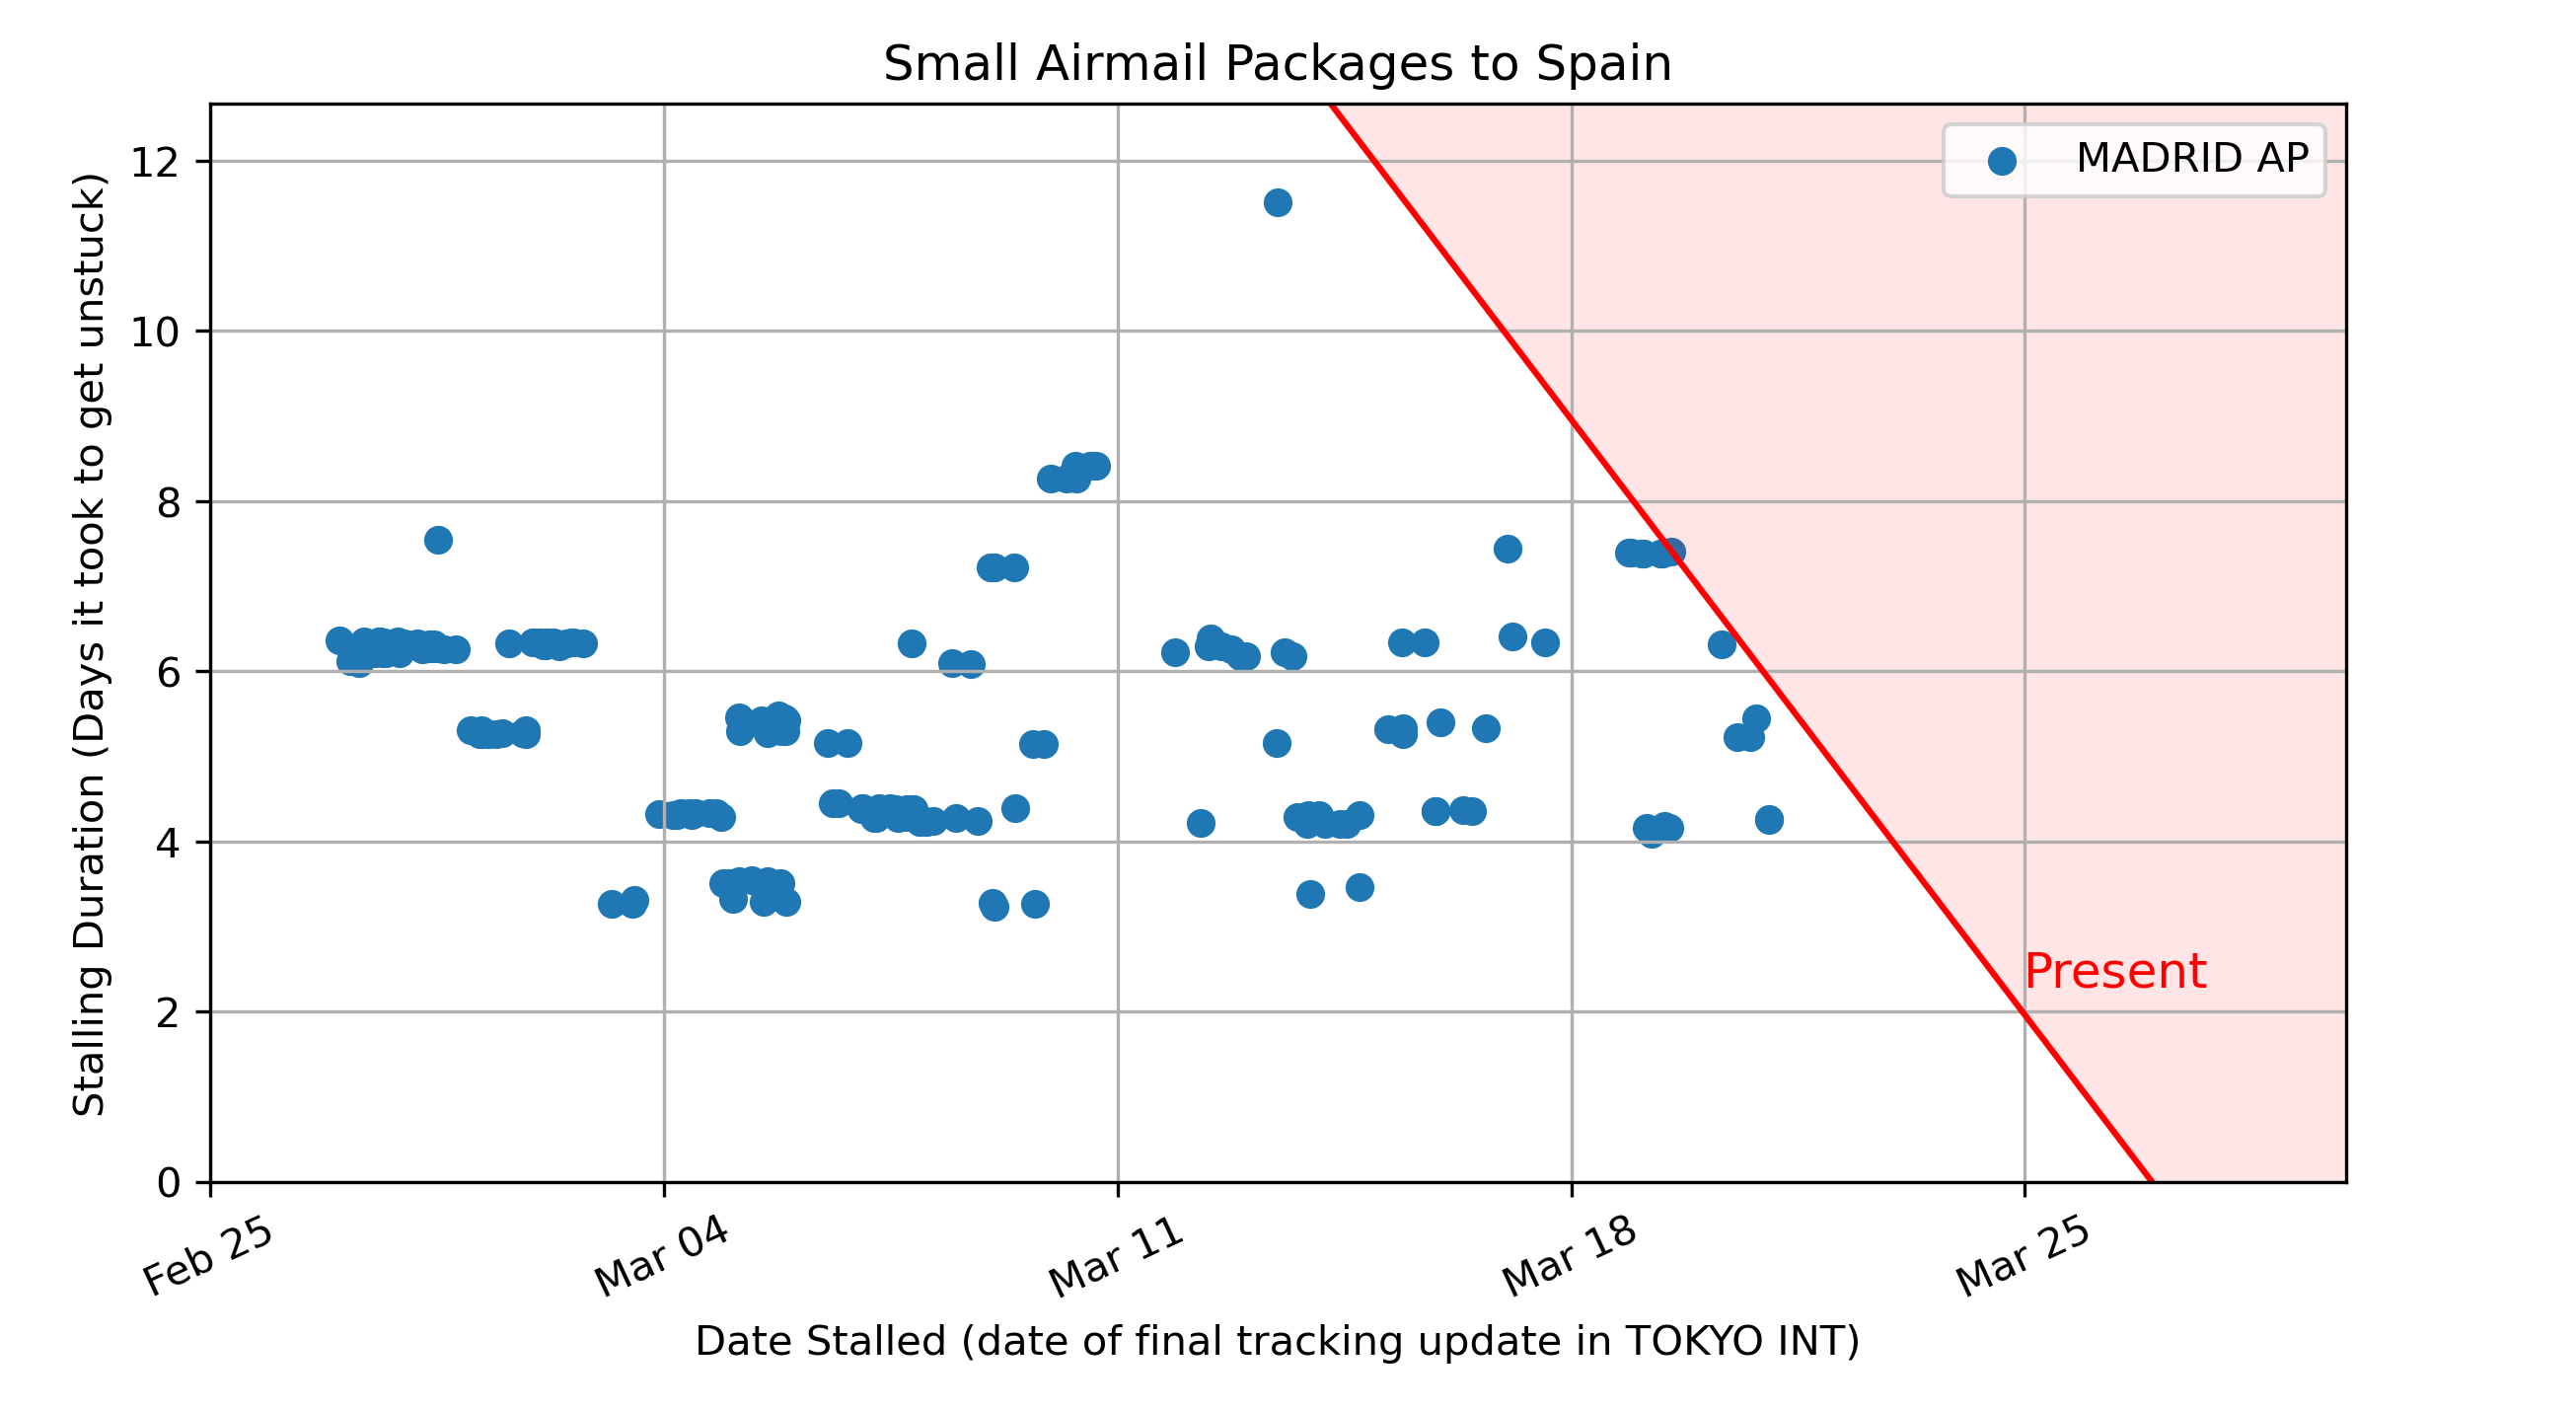 Small Airmail Packages to Spain
MADRID AP
Stalling Duration (Days it took to get unstuck)
12
10
8
6
4
2
0
Present
Feb 25
Mar 04
Mar 11
Mar 18
Mar 25
Date Stalled (date of final tracking update in TOKYO INT)